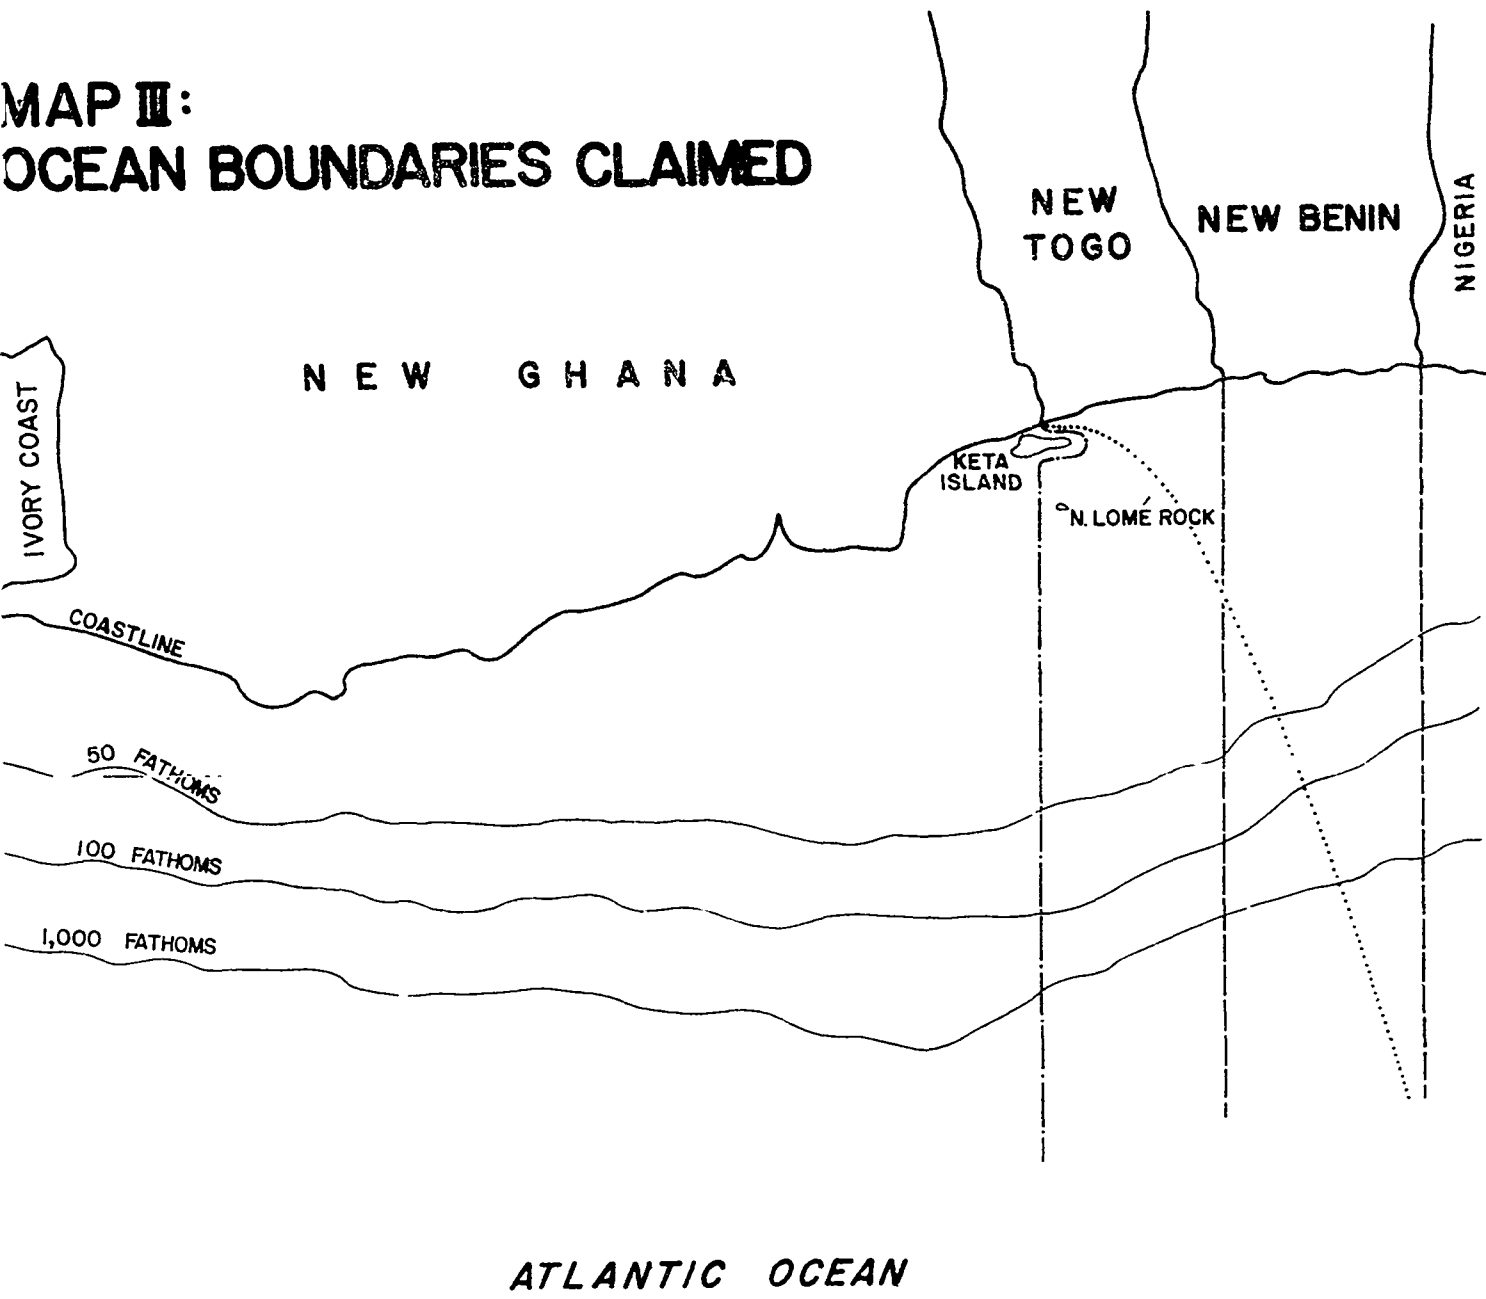 MAP III:
OCEAN BOUNDARIES CLAIMED
NEW
TOGO
NEW BENIN
NIGERIA
NEW GHANA
IVORY COAST
KETA
ISLAND
N. LOMÉ ROCK
COASTLINE
50 FATHOMS
100 FATHOMS
1,000 FATHOMS
ATLANTIC OCEAN